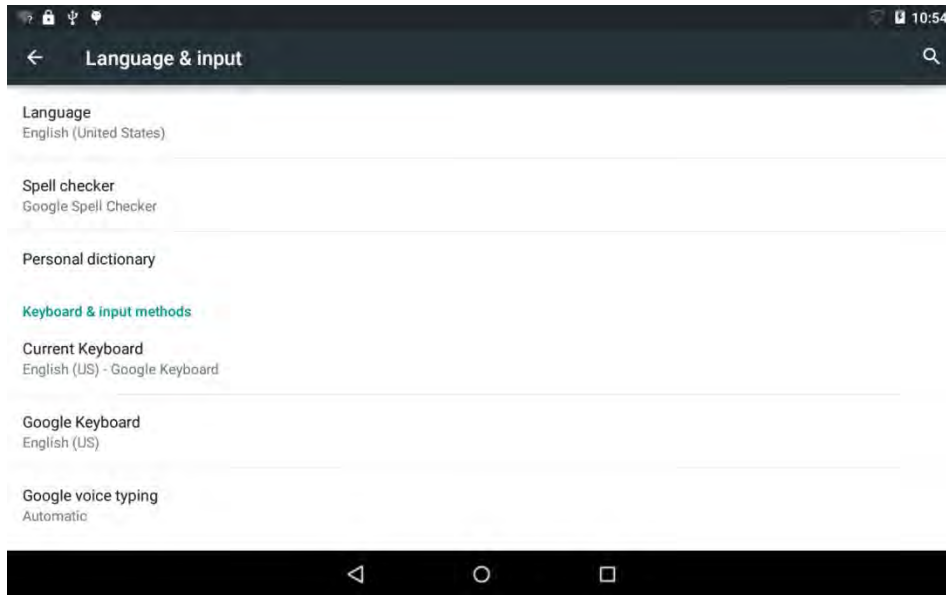 10:54
Language & input
Language
English (United States)
Spell checker
Google Spell Checker
Personal dictionary
Keyboard & input methods
Current Keyboard
English (US) - Google Keyboard
Google Keyboard
English (US)
Google voice typing
Automatic